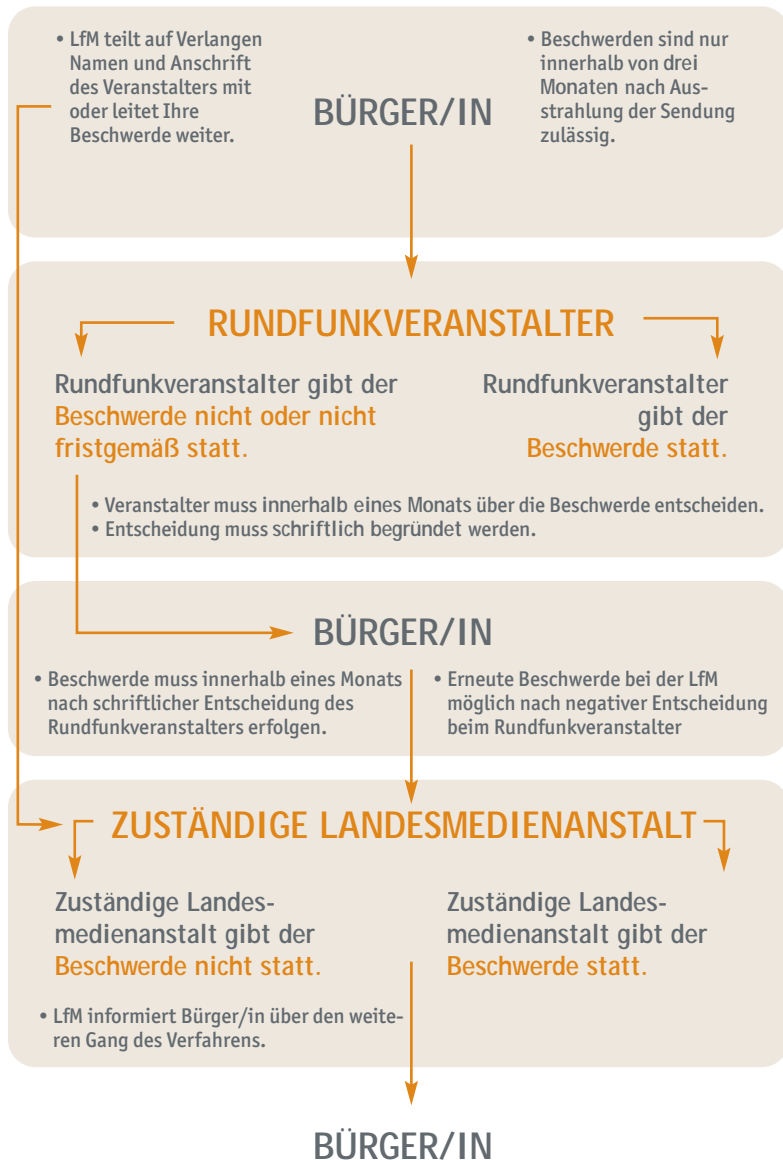 • LfM teilt auf Verlangen
Namen und Anschrift
des Veranstalters mit
oder leitet Ihre
Beschwerde weiter.
BÜRGER/IN
• Beschwerden sind nur
innerhalb von drei
Monaten nach Aus-
strahlung der Sendung
zulässig.
RUNDFUNKVERANSTALTER
Rundfunkveranstalter gibt der
Beschwerde nicht oder nicht
fristgemäß statt.
Rundfunkveranstalter
gibt der
Beschwerde statt.
• Veranstalter muss innerhalb eines Monats über die Beschwerde entscheiden.
• Entscheidung muss schriftlich begründet werden.
BÜRGER/IN
• Beschwerde muss innerhalb eines Monats
nach schriftlicher Entscheidung des
Rundfunkveranstalters erfolgen.
• Erneute Beschwerde bei der LfM
möglich nach negativer Entscheidung
beim Rundfunkveranstalter
ZUSTÄNDIGE LANDESMEDIENANSTALT
Zuständige Landes-
medienanstalt gibt der
Beschwerde nicht statt.
Zuständige Landes-
medienanstalt gibt der
Beschwerde statt.
• LfM informiert Bürger/in über den weite-
ren Gang des Verfahrens.
BÜRGER/IN